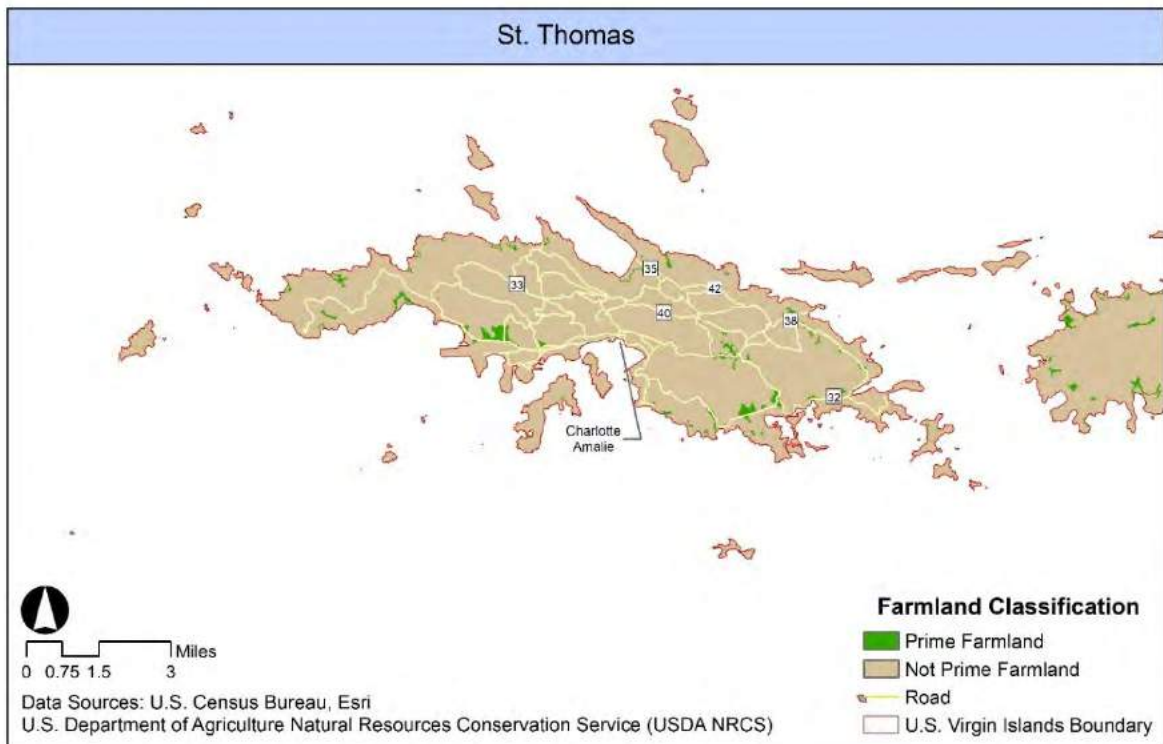 St. Thomas
35
33
42
40
38
32
Charlotte
Amalie
Miles
0 0.75 1.5 3
Farmland Classification
Prime Farmland
Not Prime Farmland
Road
U.S. Virgin Islands Boundary
Data Sources: U.S. Census Bureau, Esri
U.S. Department of Agriculture Natural Resources Conservation Service (USDA NRCS)